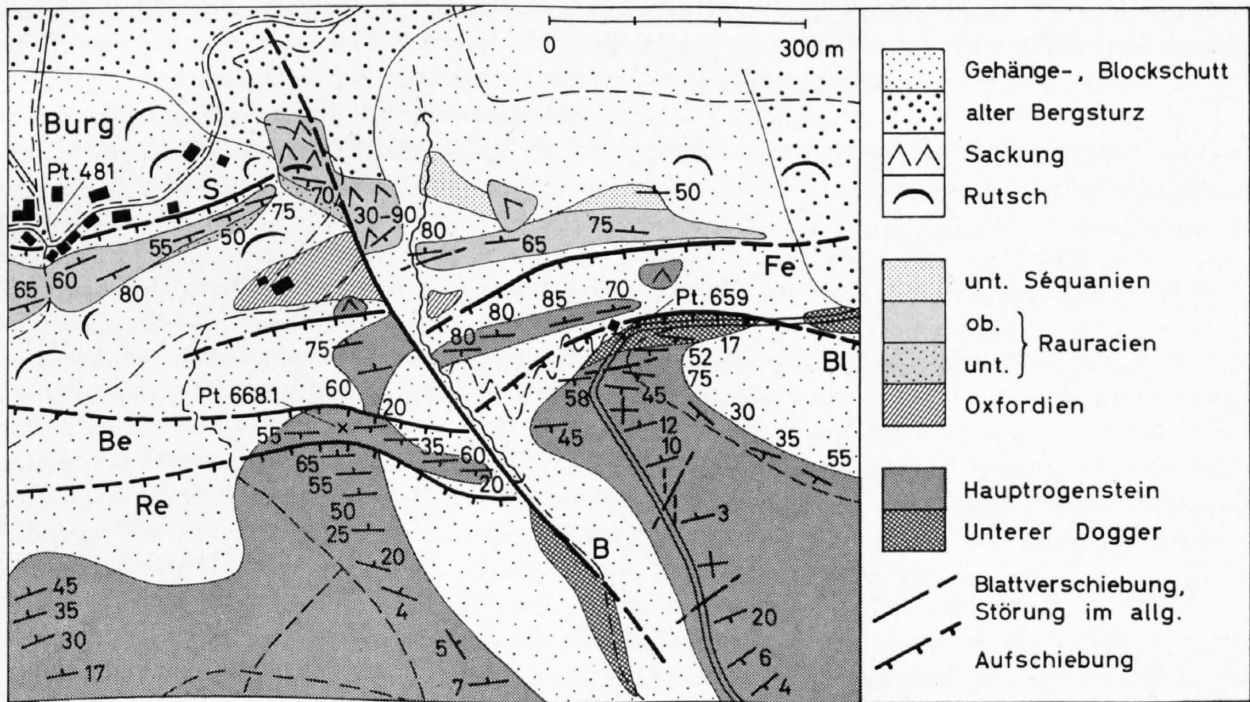 0 300 m
Burg
Pt. 481
S
75
70
30-90
50
55
50
60
80
65
80
65
75
50
Fe
Pt. 659
70
85
80
80
17
Bl
52
75
58
45
45
12
10
30
35
55
3
20
6
4
75
60
Pt. 668.1
20
Be
55
35
60
20
Re
65
55
50
25
20
4
5
7
B
45
35
30
17
Gehänge-, Blockschutt
alter Bergsturz
Sackung
Rutsch
unt. Séquanien
ob.
unt. } Rauracien
Oxfordien
Hauptrogenstein
Unterer Dogger
Blattverschiebung,
Störung im allg.
Aufschiebung